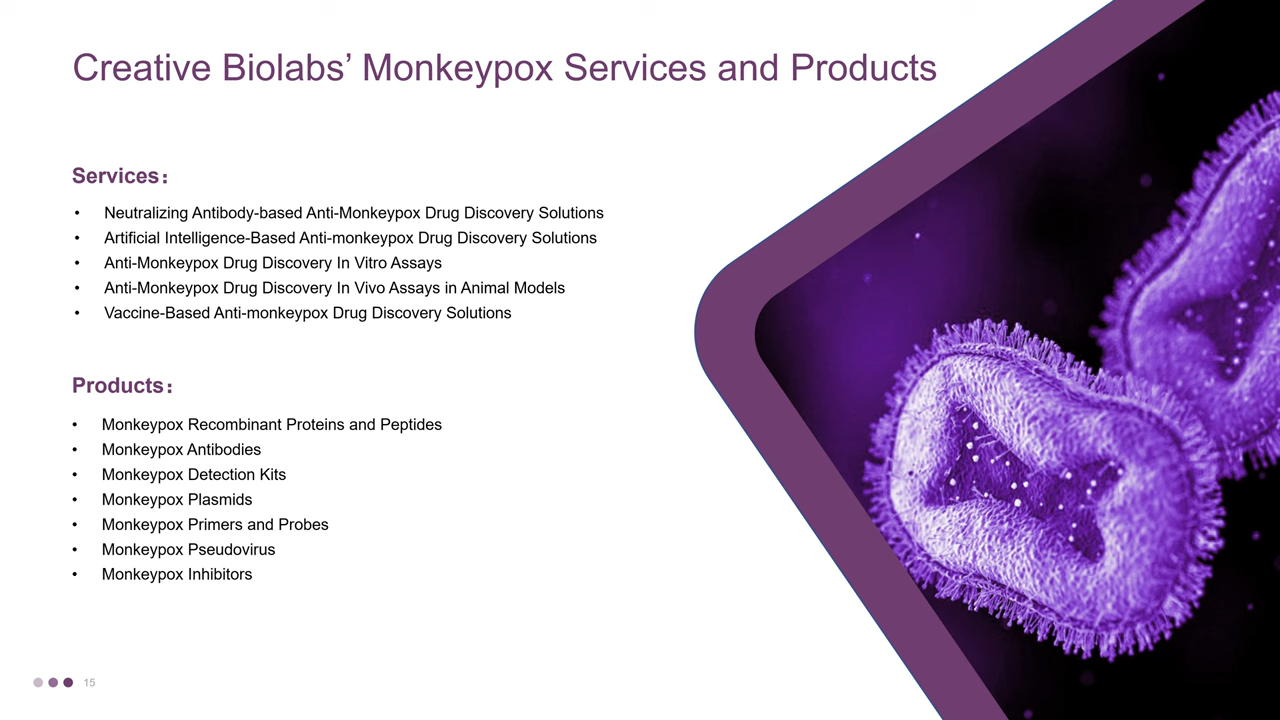 Creative Biolabs’ Monkeypox Services and Products
Services：
• Neutralizing Antibody-based Anti-Monkeypox Drug Discovery Solutions
• Artificial Intelligence-Based Anti-monkeypox Drug Discovery Solutions
• Anti-Monkeypox Drug Discovery In Vitro Assays
• Anti-Monkeypox Drug Discovery In Vivo Assays in Animal Models
• Vaccine-Based Anti-monkeypox Drug Discovery Solutions
Products：
• Monkeypox Recombinant Proteins and Peptides
• Monkeypox Antibodies
• Monkeypox Detection Kits
• Monkeypox Plasmids
• Monkeypox Primers and Probes
• Monkeypox Pseudovirus
• Monkeypox Inhibitors
15